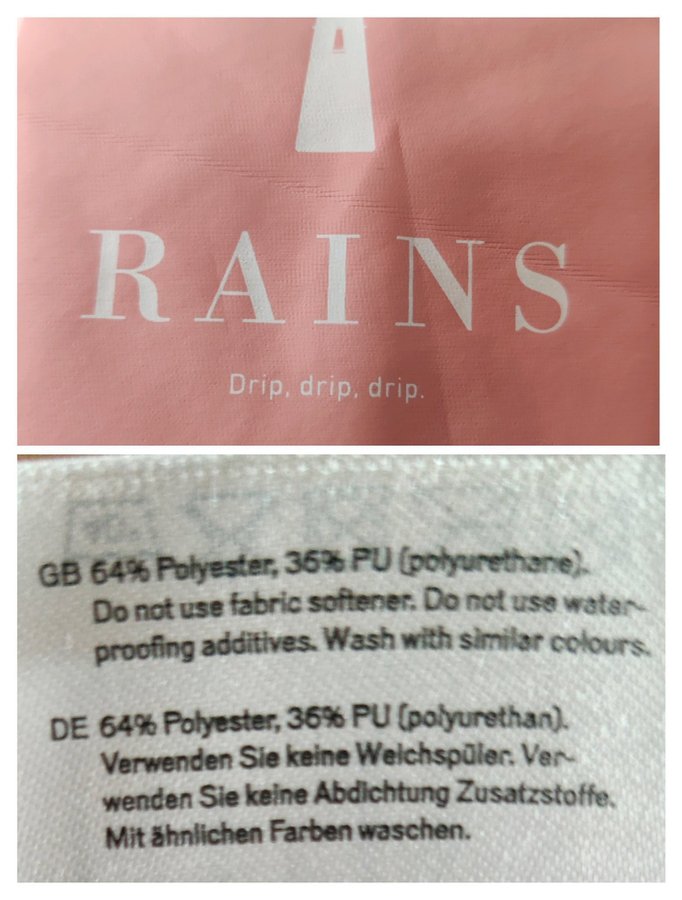 RAINS
Drip, drip, drip.
GB 64% Polyester, 36% PU (polyurethane).
Do not use fabric softener. Do not use water-
proofing additives. Wash with similar colours.
DE 64% Polyester, 36% PU (polyurethan).
Verwenden Sie keine Weichspüler. Ver-
wenden Sie keine Abdichtung Zusatzstoffe.
Mit ähnlichen Farben waschen.